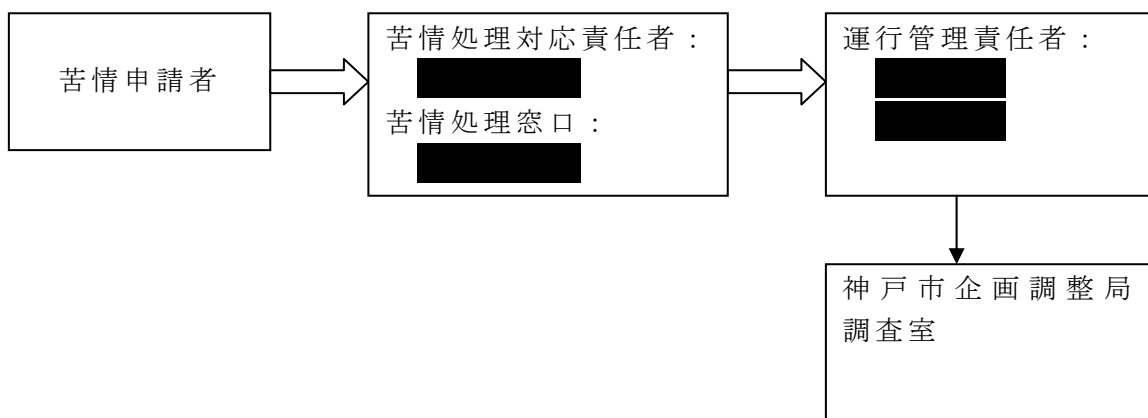 苦情申請者
苦情処理対応責任者：
苦情処理窓口：
運行管理責任者：
神戸市企画調整局
調査室